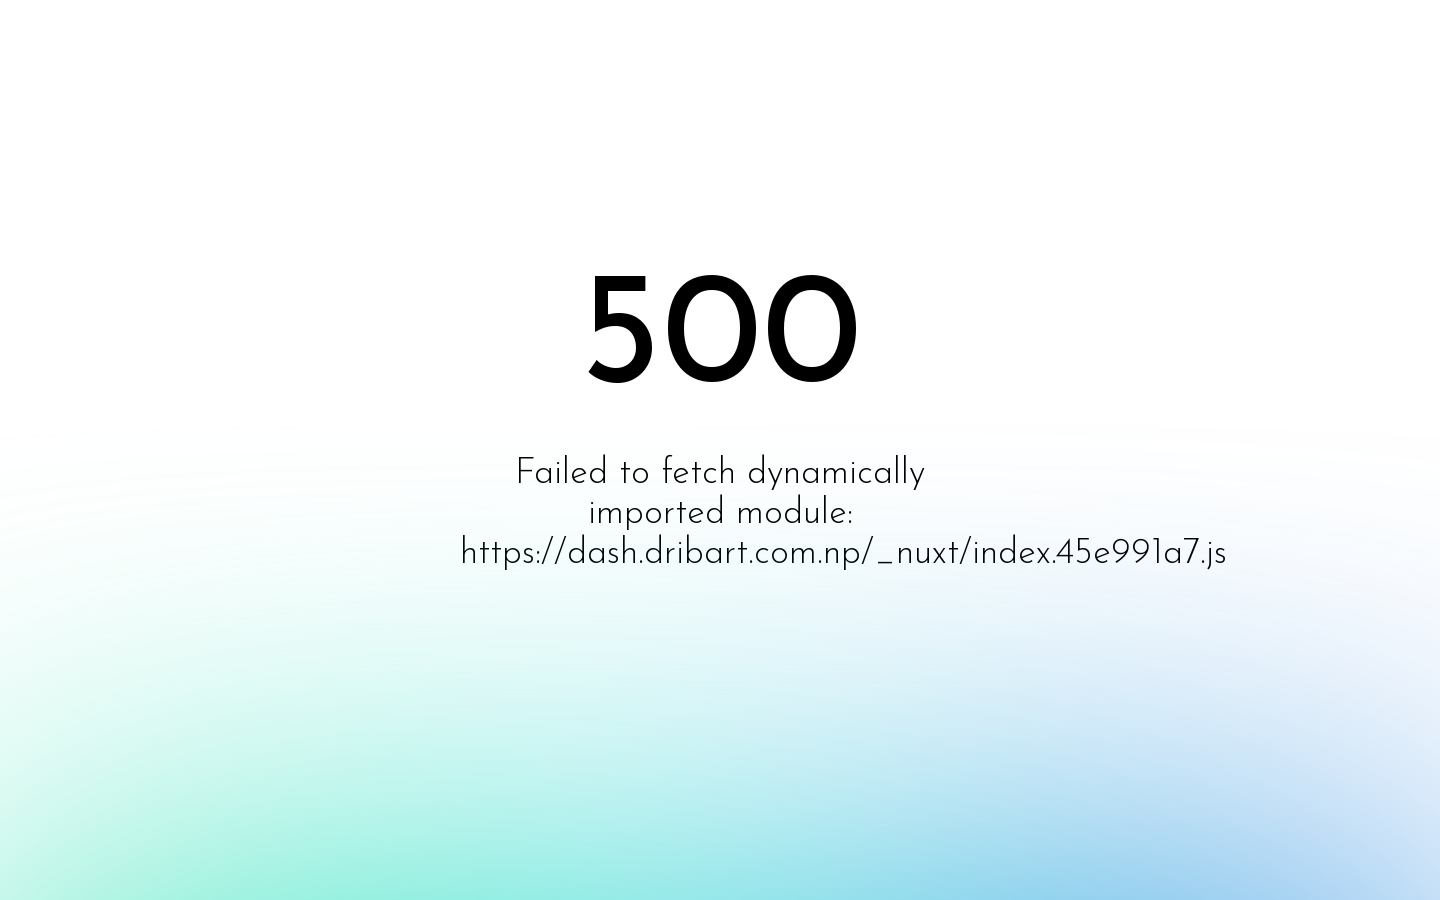 500
Failed to fetch dynamically
imported module:
https://dash.dribart.com.np/_nuxt/index.45e991a7.js